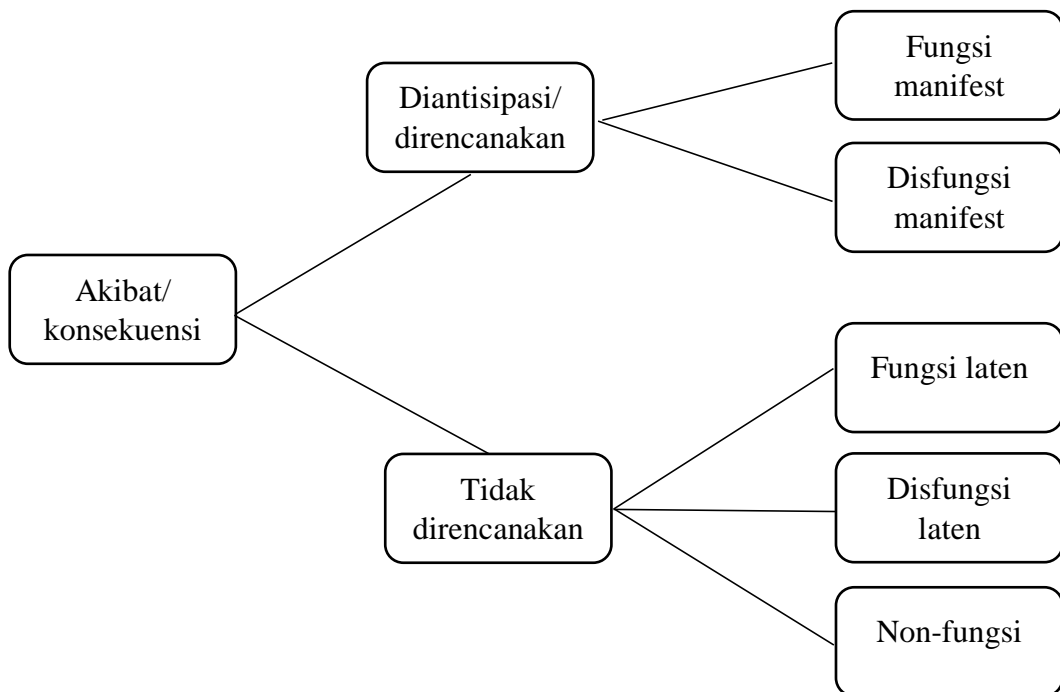 Fungsi
manifest
Diantisipasi/
direncanakan
Disfungsi
manifest
Akibat/
konsekuensi
Fungsi laten
Tidak
direncanakan
Disfungsi
laten
Non-fungsi